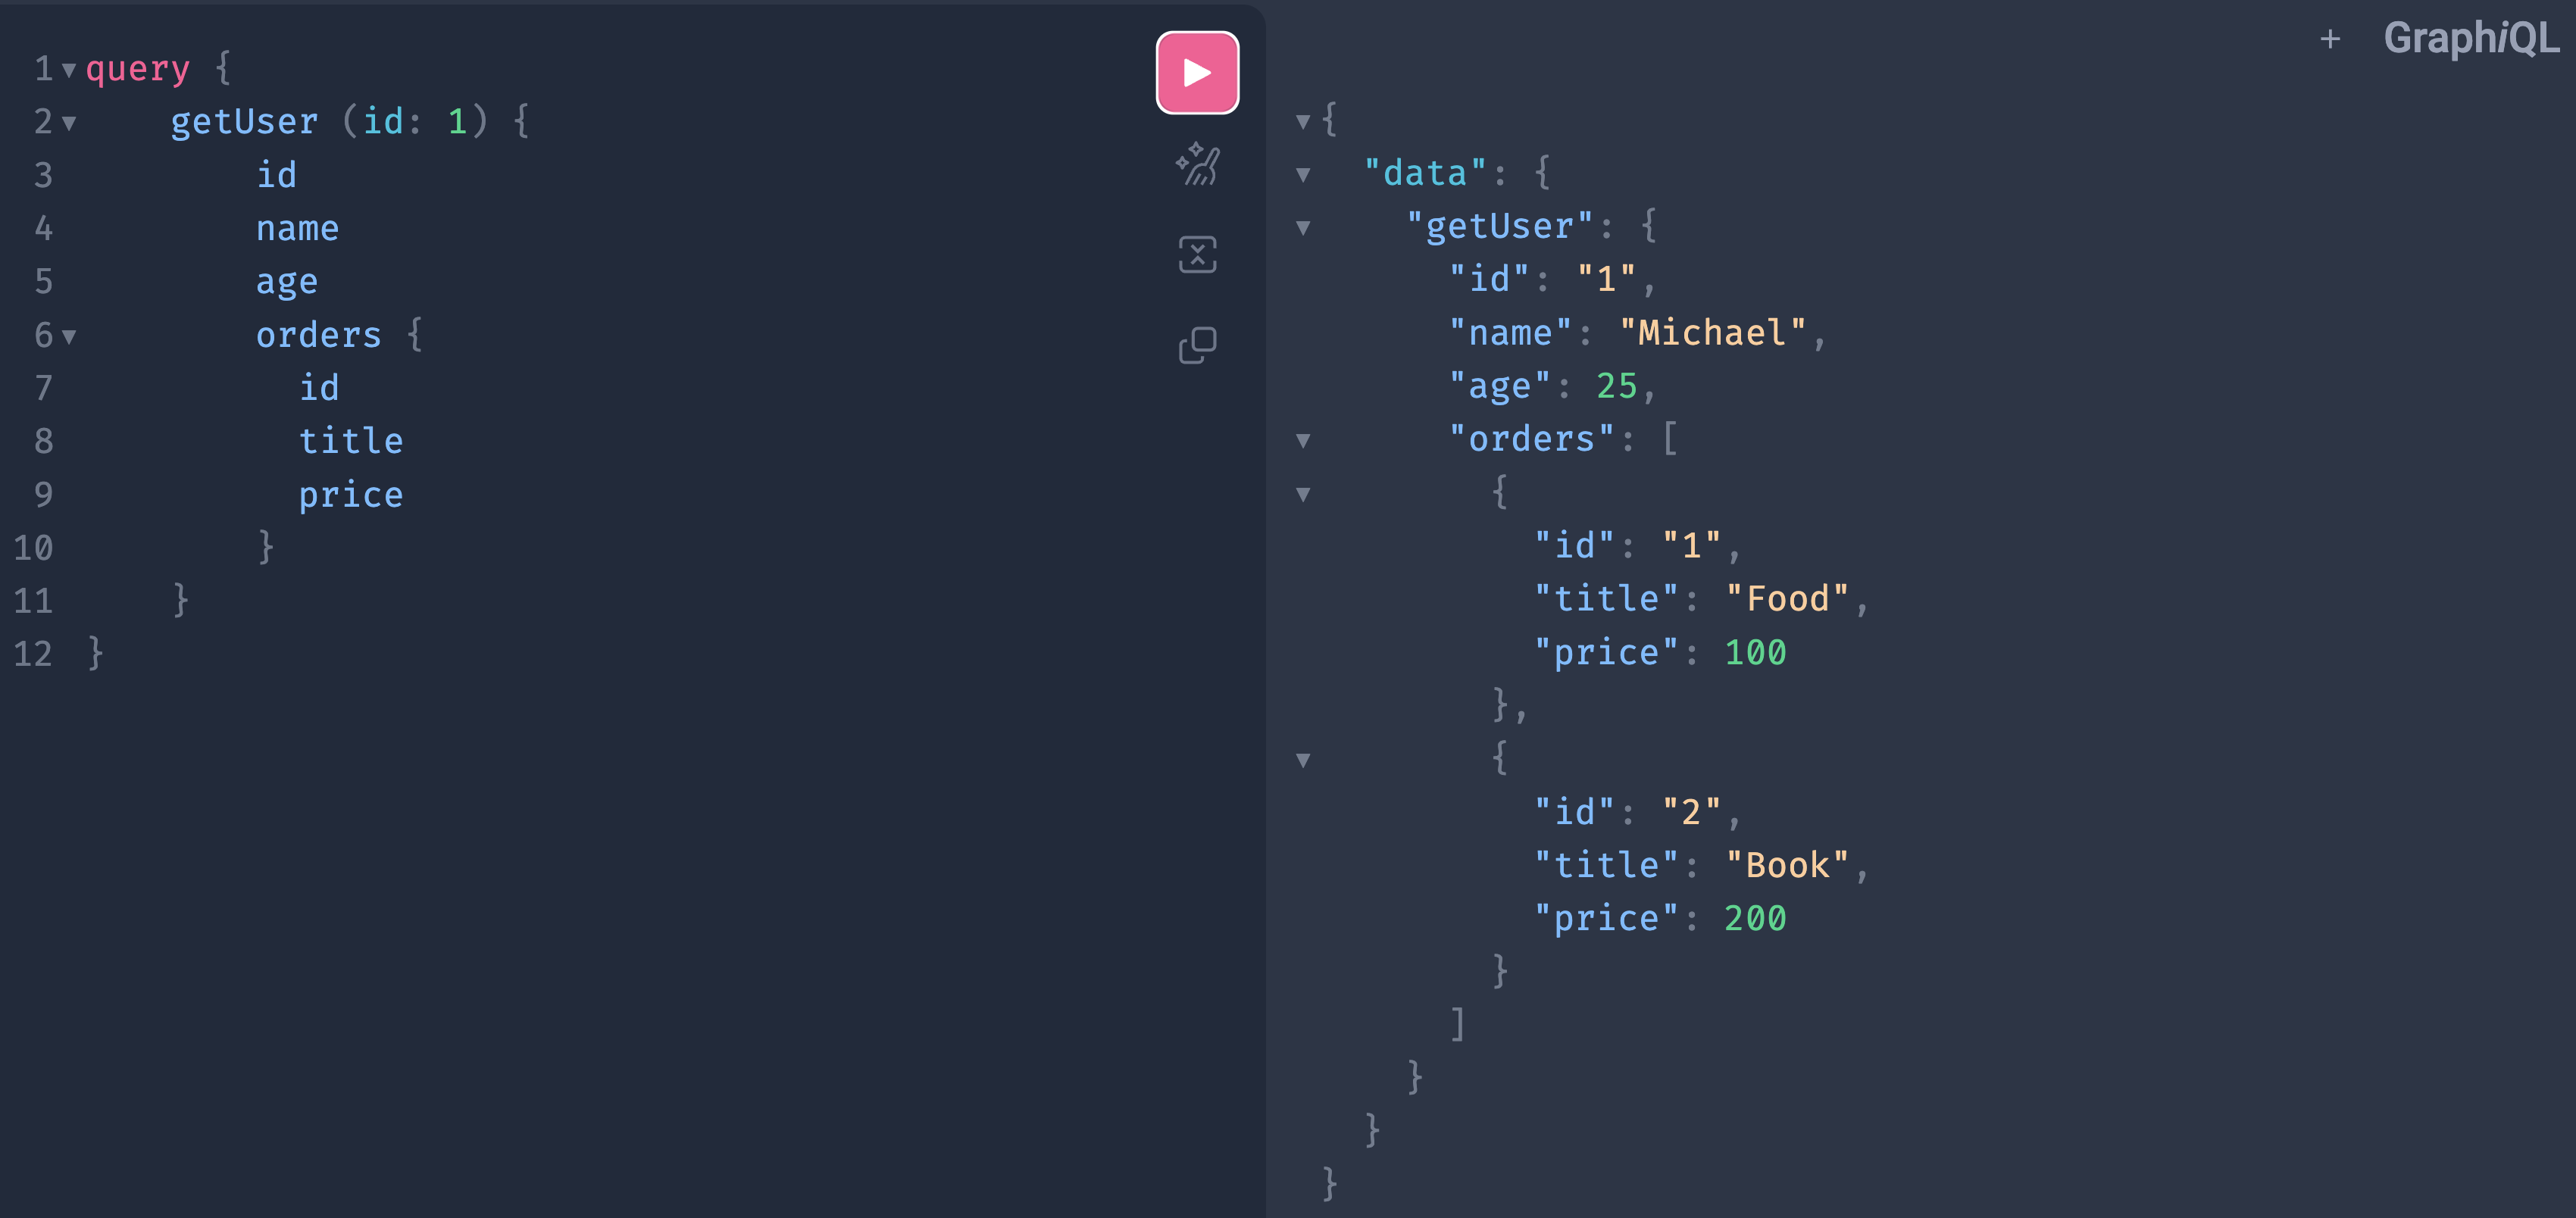 1 query {
2 getUser (id: 1) {
3 id
4 name
5 age
6 orders {
7 id
8 title
9 price
10 }
11 }
12 }
+ GraphiQL
{
"data": {
"getUser": {
"id": "1",
"name": "Michael",
"age": 25,
"orders": [
{
"id": "1",
"title": "Food",
"price": 100
},
{
"id": "2",
"title": "Book",
"price": 200
}
]
}
}
}